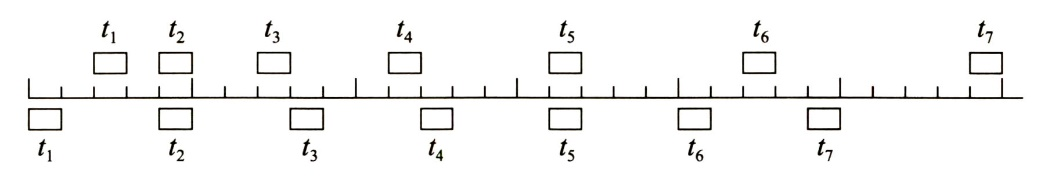 t₁ t₂ t₃ t₄ t₅ t₆ t₇
t₁ t₂ t₃ t₄ t₅ t₆ t₇